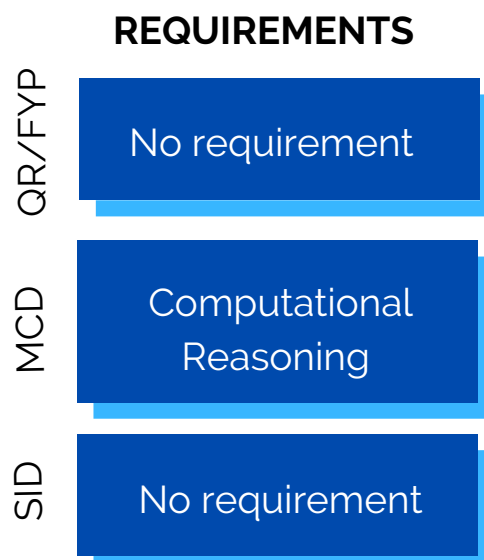 REQUIREMENTS
QR/FYP
No requirement
MCD
Computational
Reasoning
SID
No requirement